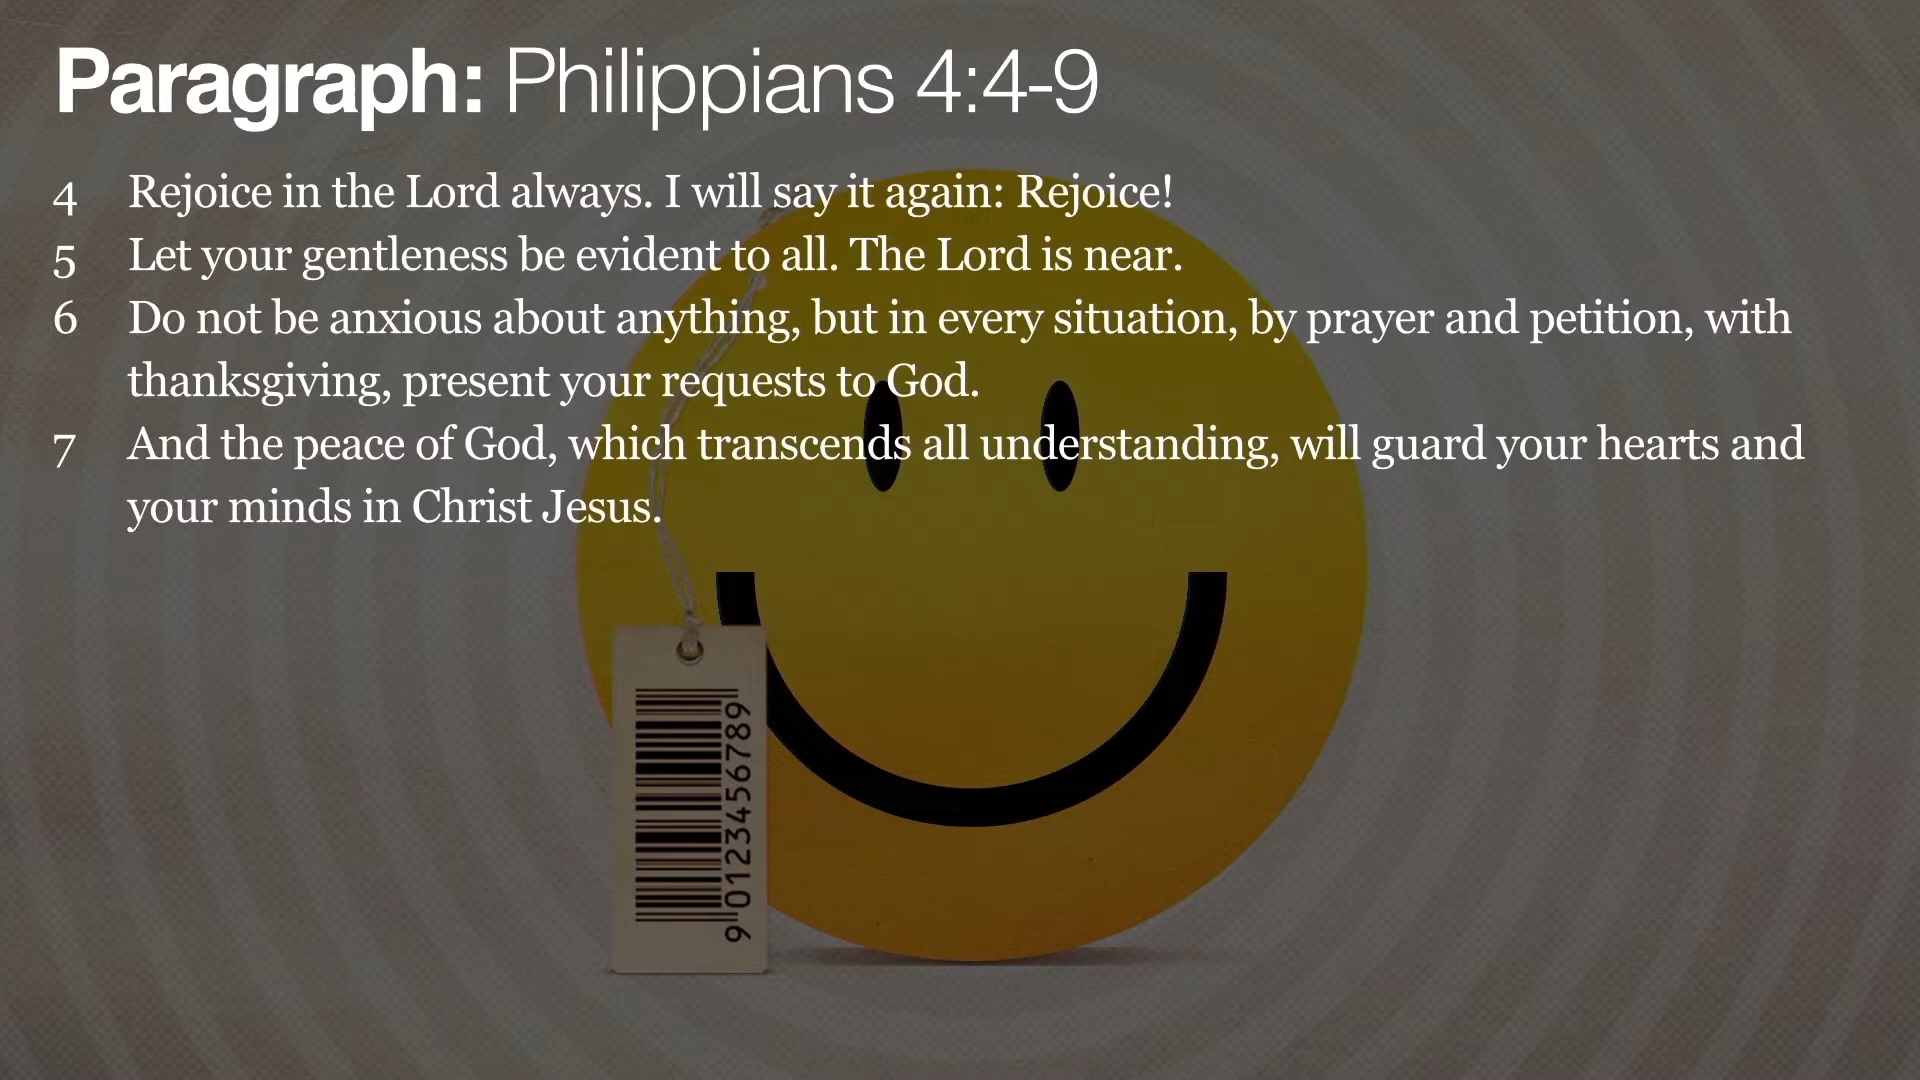 Paragraph: Philippians 4:4-9
4 Rejoice in the Lord always. I will say it again: Rejoice!
5 Let your gentleness be evident to all. The Lord is near.
6 Do not be anxious about anything, but in every situation, by prayer and petition, with
thanksgiving, present your requests to God.
7 And the peace of God, which transcends all understanding, will guard your hearts and
your minds in Christ Jesus.
9 0123456789